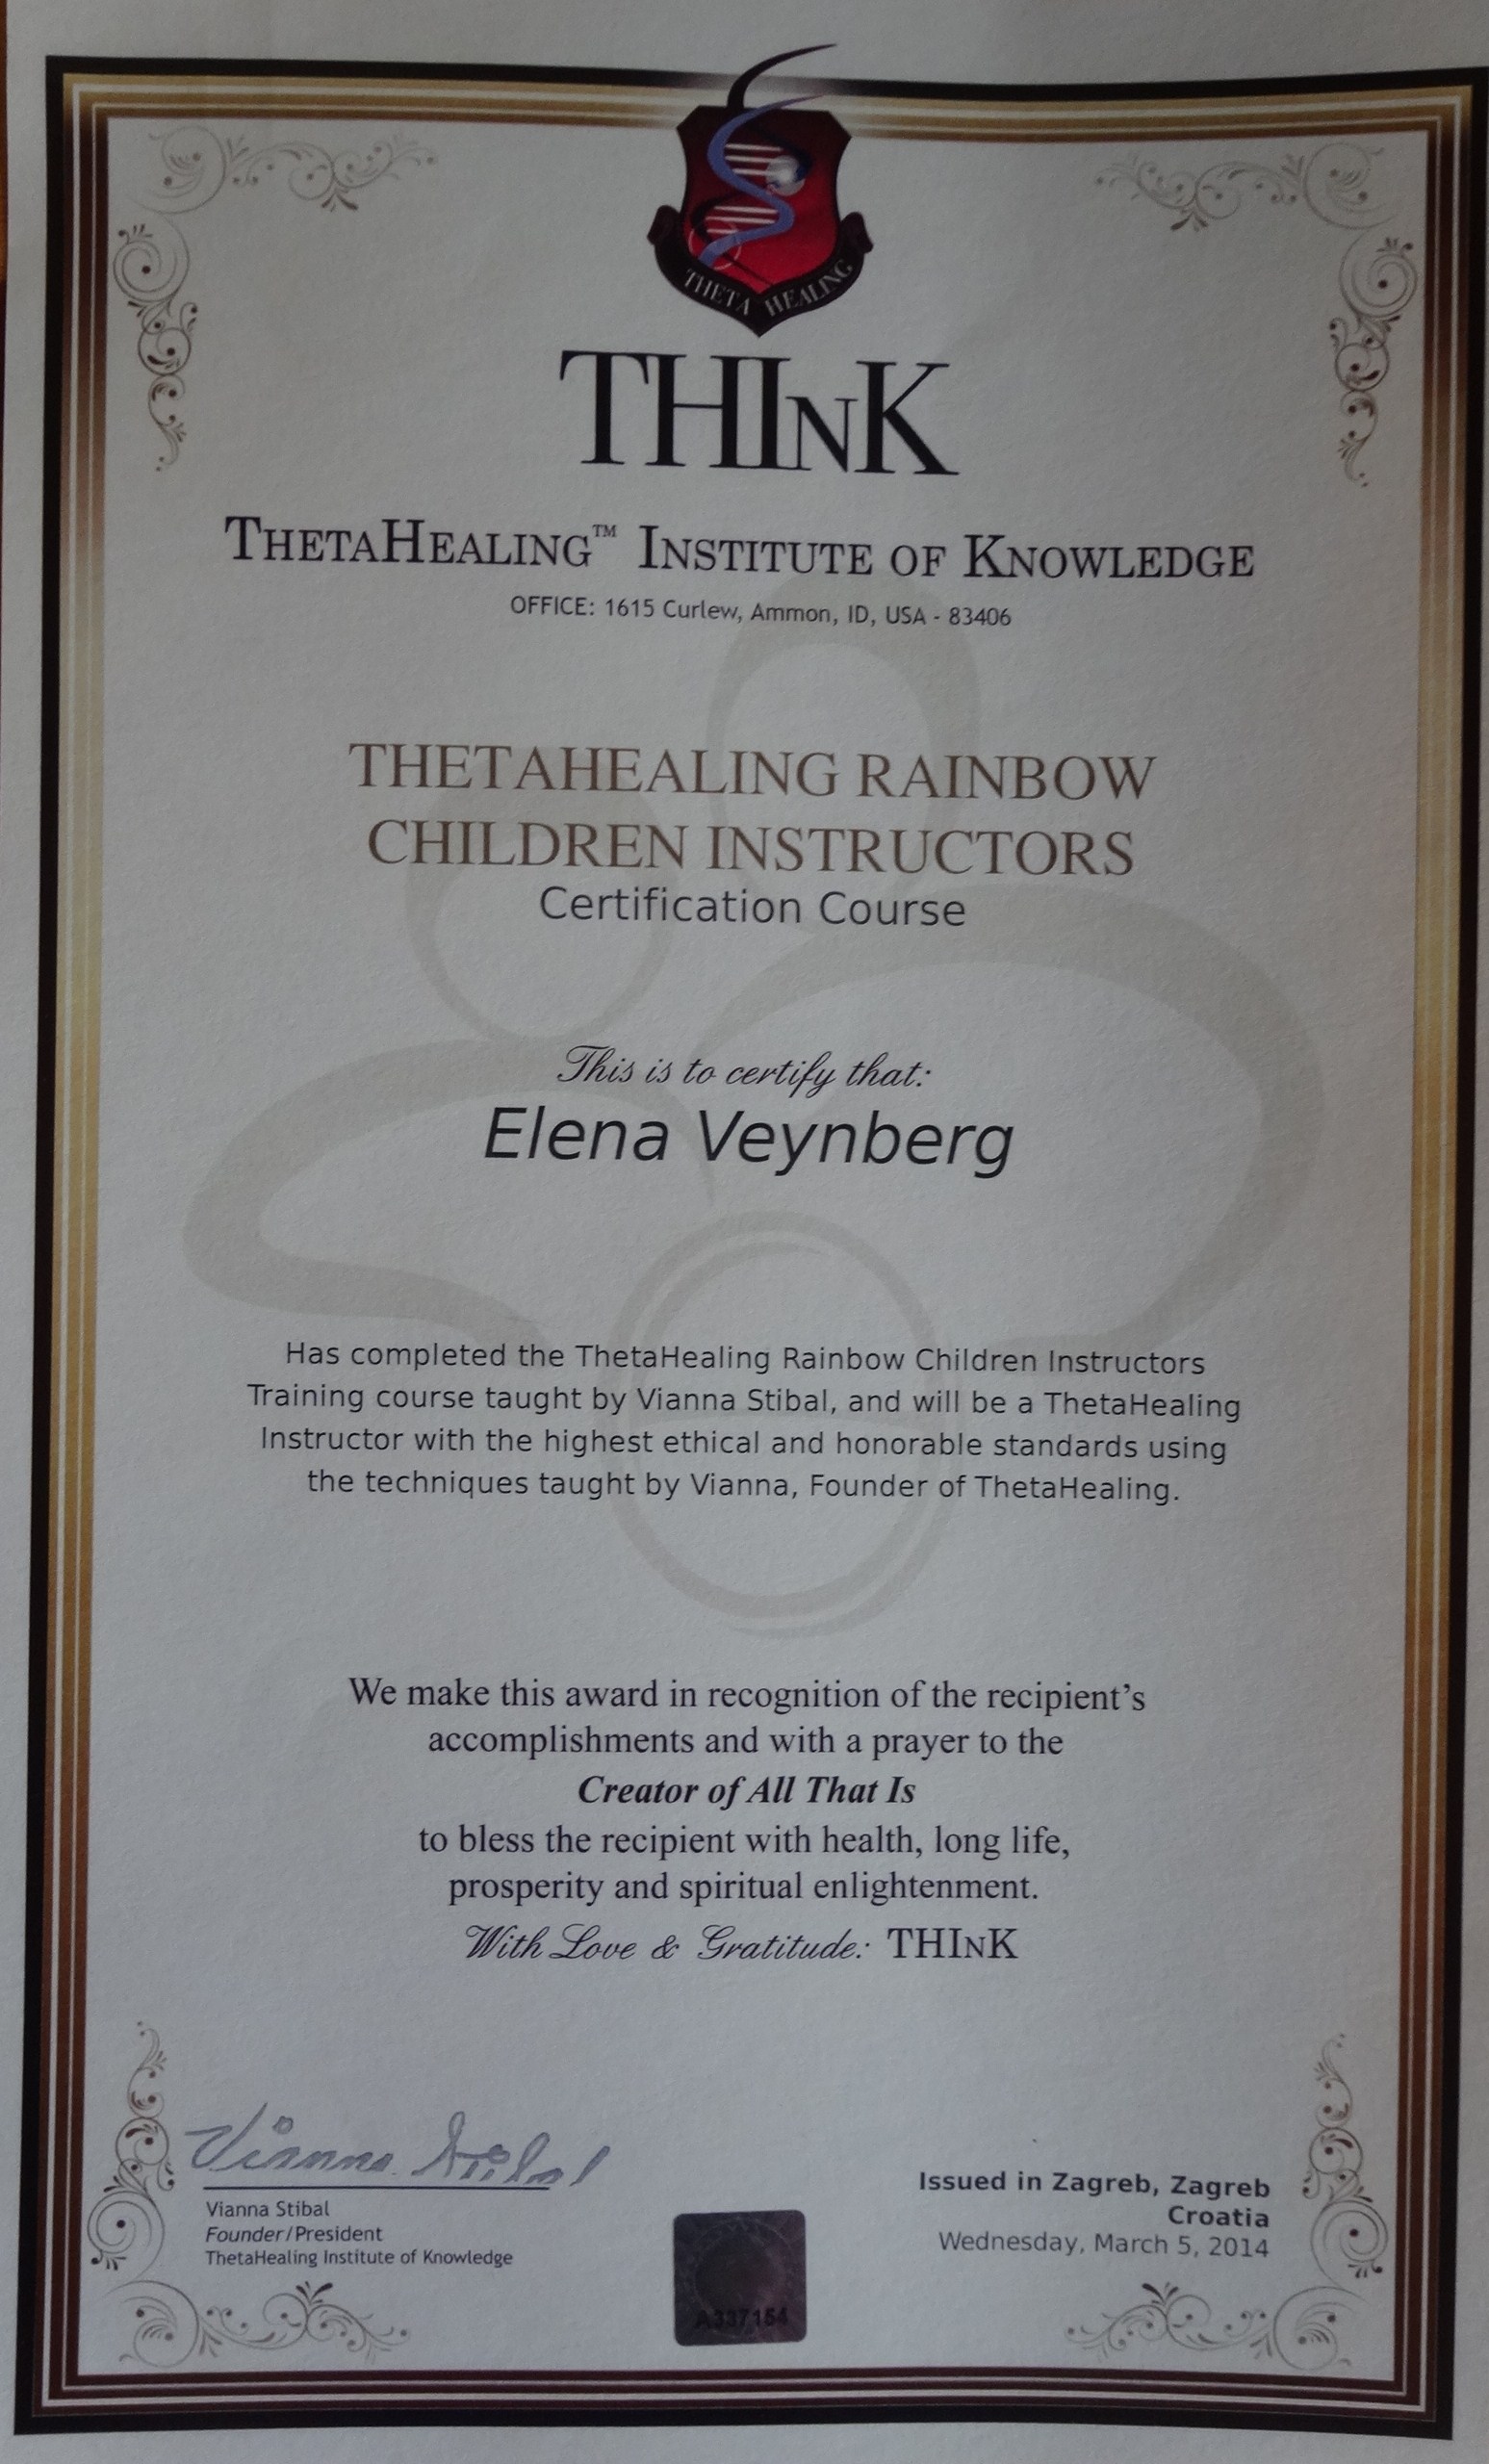 THETA HEALING
THInK
THETAHEALING™ INSTITUTE OF KNOWLEDGE
OFFICE: 1615 Curlew, Ammon, ID, USA - 83406
THETAHEALING RAINBOW
CHILDREN INSTRUCTORS
Certification Course
This is to certify that:
Elena Veynberg
Has completed the ThetaHealing Rainbow Children Instructors
Training course taught by Vianna Stibal, and will be a ThetaHealing
Instructor with the highest ethical and honorable standards using
the techniques taught by Vianna, Founder of ThetaHealing.
We make this award in recognition of the recipient’s
accomplishments and with a prayer to the
Creator of All That Is
to bless the recipient with health, long life,
prosperity and spiritual enlightenment.
With Love & Gratitude: THInK
Vianna Stibal
Vianna Stibal
Founder/President
ThetaHealing Institute of Knowledge
A337154
Issued in Zagreb, Zagreb
Croatia
Wednesday, March 5, 2014